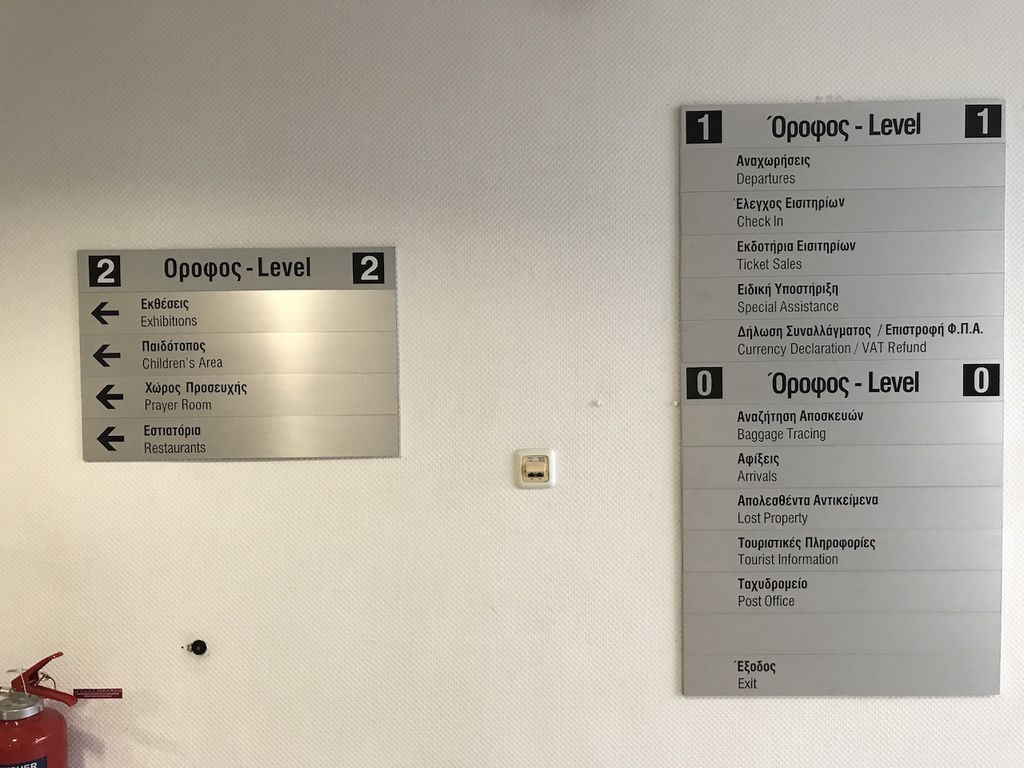 2 Οροφος - Level 2
Εκθέσεις
Exhibitions
Παιδότοπος
Children's Area
Χώρος Προσευχής
Prayer Room
Εστιατόρια
Restaurants
1 Όροφος - Level 1
Αναχωρήσεις
Departures
Έλεγχος Εισιτηρίων
Check In
Εκδοτήρια Εισιτηρίων
Ticket Sales
Ειδική Υποστήριξη
Special Assistance
Δήλωση Συναλλάγματος / Επιστροφή Φ.Π.Α.
Currency Declaration / VAT Refund
0 Όροφος - Level 0
Αναζήτηση Αποσκευών
Baggage Tracing
Αφίξεις
Arrivals
Απολεσθέντα Αντικείμενα
Lost Property
Τουριστικές Πληροφορίες
Tourist Information
Ταχυδρομείο
Post Office
Έξοδος
Exit